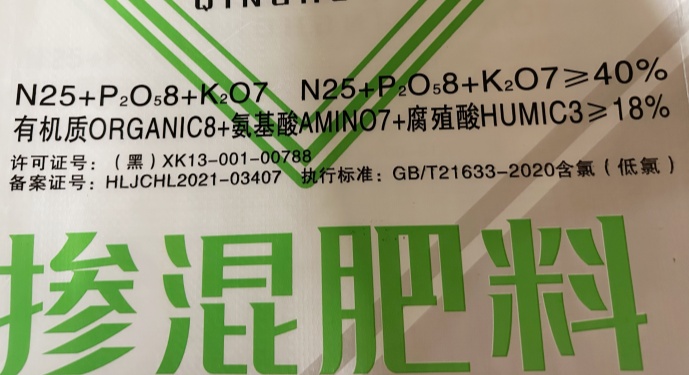 N25+P₂O₅8+K₂O7 N25+P₂O₅8+K₂O7≥40%
有机质ORGANIC8+氨基酸AMINO7+腐殖酸HUMIC3≥18%
许可证号：（黑）XK13-001-00788
备案证号：HLJCHL2021-03407 执行标准：GB/T21633-2020含氯（低氯）
掺混肥料